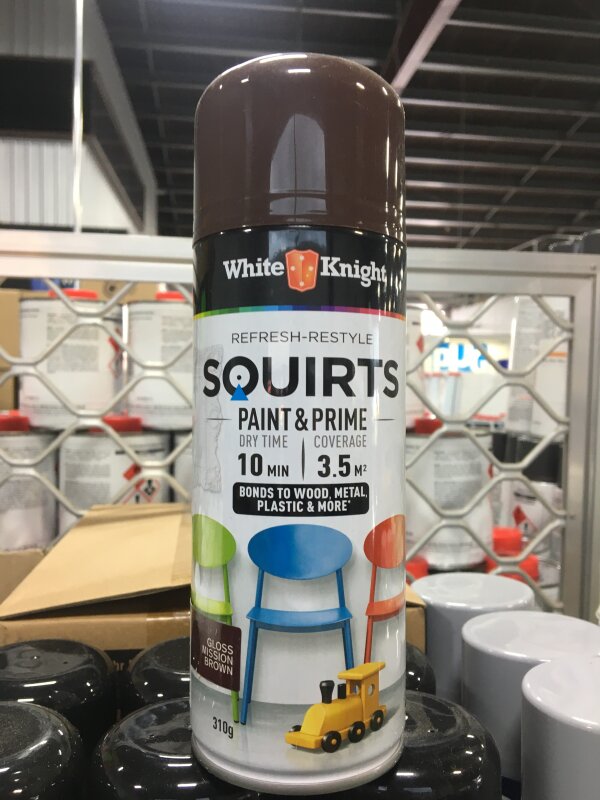 White Knight
REFRESH-RESTYLE
SQUIRTS
PAINT & PRIME
DRY TIME
10 MIN
COVERAGE
3.5 M²
BONDS TO WOOD, METAL,
PLASTIC & MORE*
GLOSS
MISSION
BROWN
310g